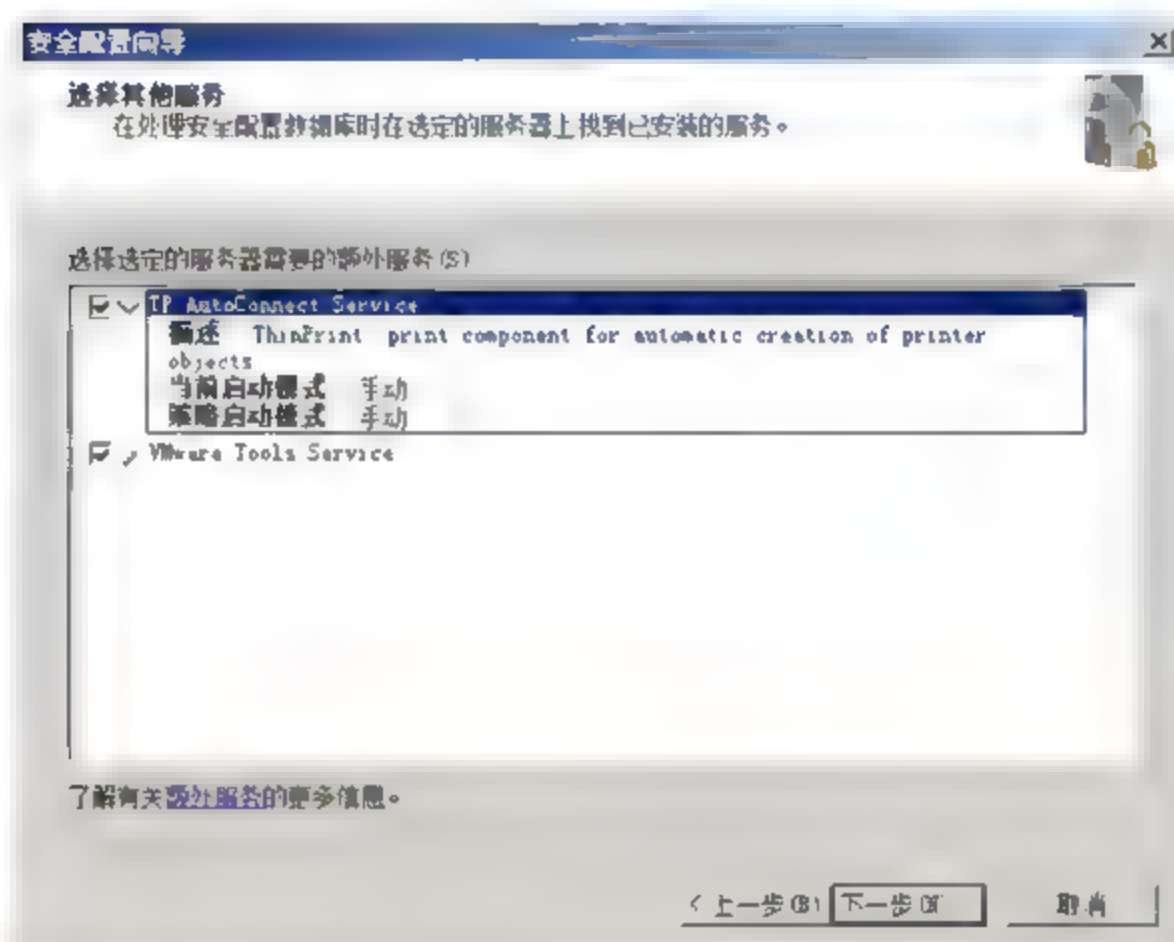 安全配置向导
选择其他服务
在处理安全配置数据库时在选定的服务器上找到已安装的服务。
选择选定的服务器需要的额外服务(S)
TP AutoConnect Service
描述 ThinPrint print component for automatic creation of printer
objects
当前启动模式 手动
策略启动模式 手动
VMware Tools Service
了解有关额外服务的更多信息。
< 上一步(B) 下一步(N) 取消